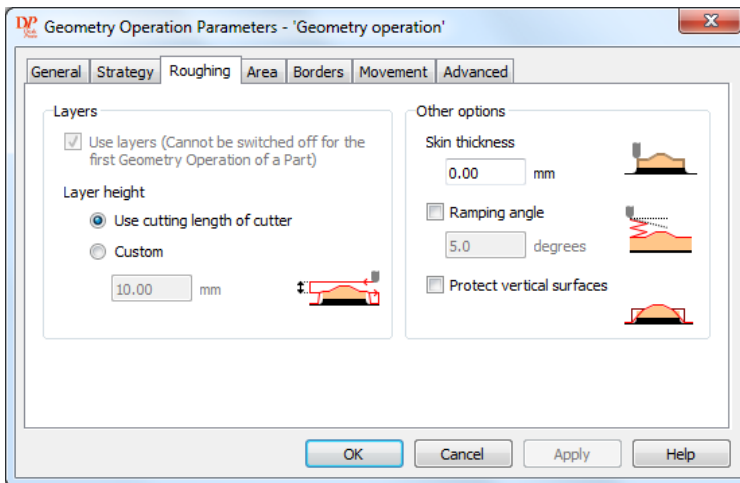 DP
Geometry Operation Parameters - 'Geometry operation'
General Strategy Roughing Area Borders Movement Advanced
Layers
Use layers (Cannot be switched off for the
first Geometry Operation of a Part)
Layer height
Use cutting length of cutter
Custom
10.00 mm
Other options
Skin thickness
0.00 mm
Ramping angle
5.0 degrees
Protect vertical surfaces
OK Cancel Apply Help